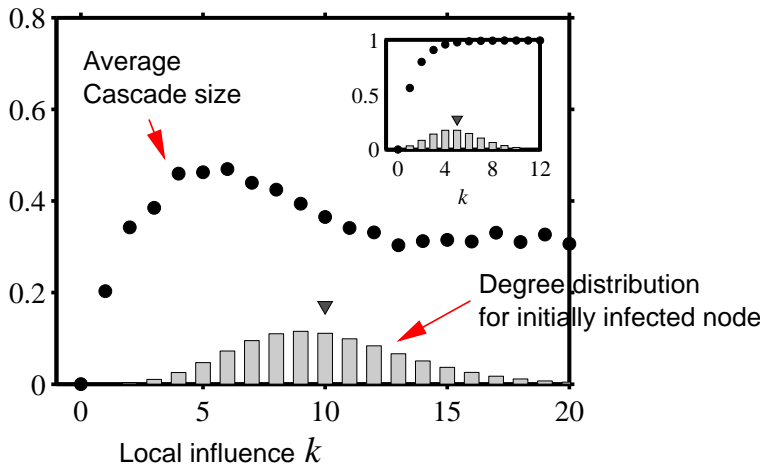 0.8
0.6
0.4
0.2
0
Average
Cascade size
1
0.5
0
0 4 8 12
k
Degree distribution
for initially infected node
0 5 10 15 20
Local influence k